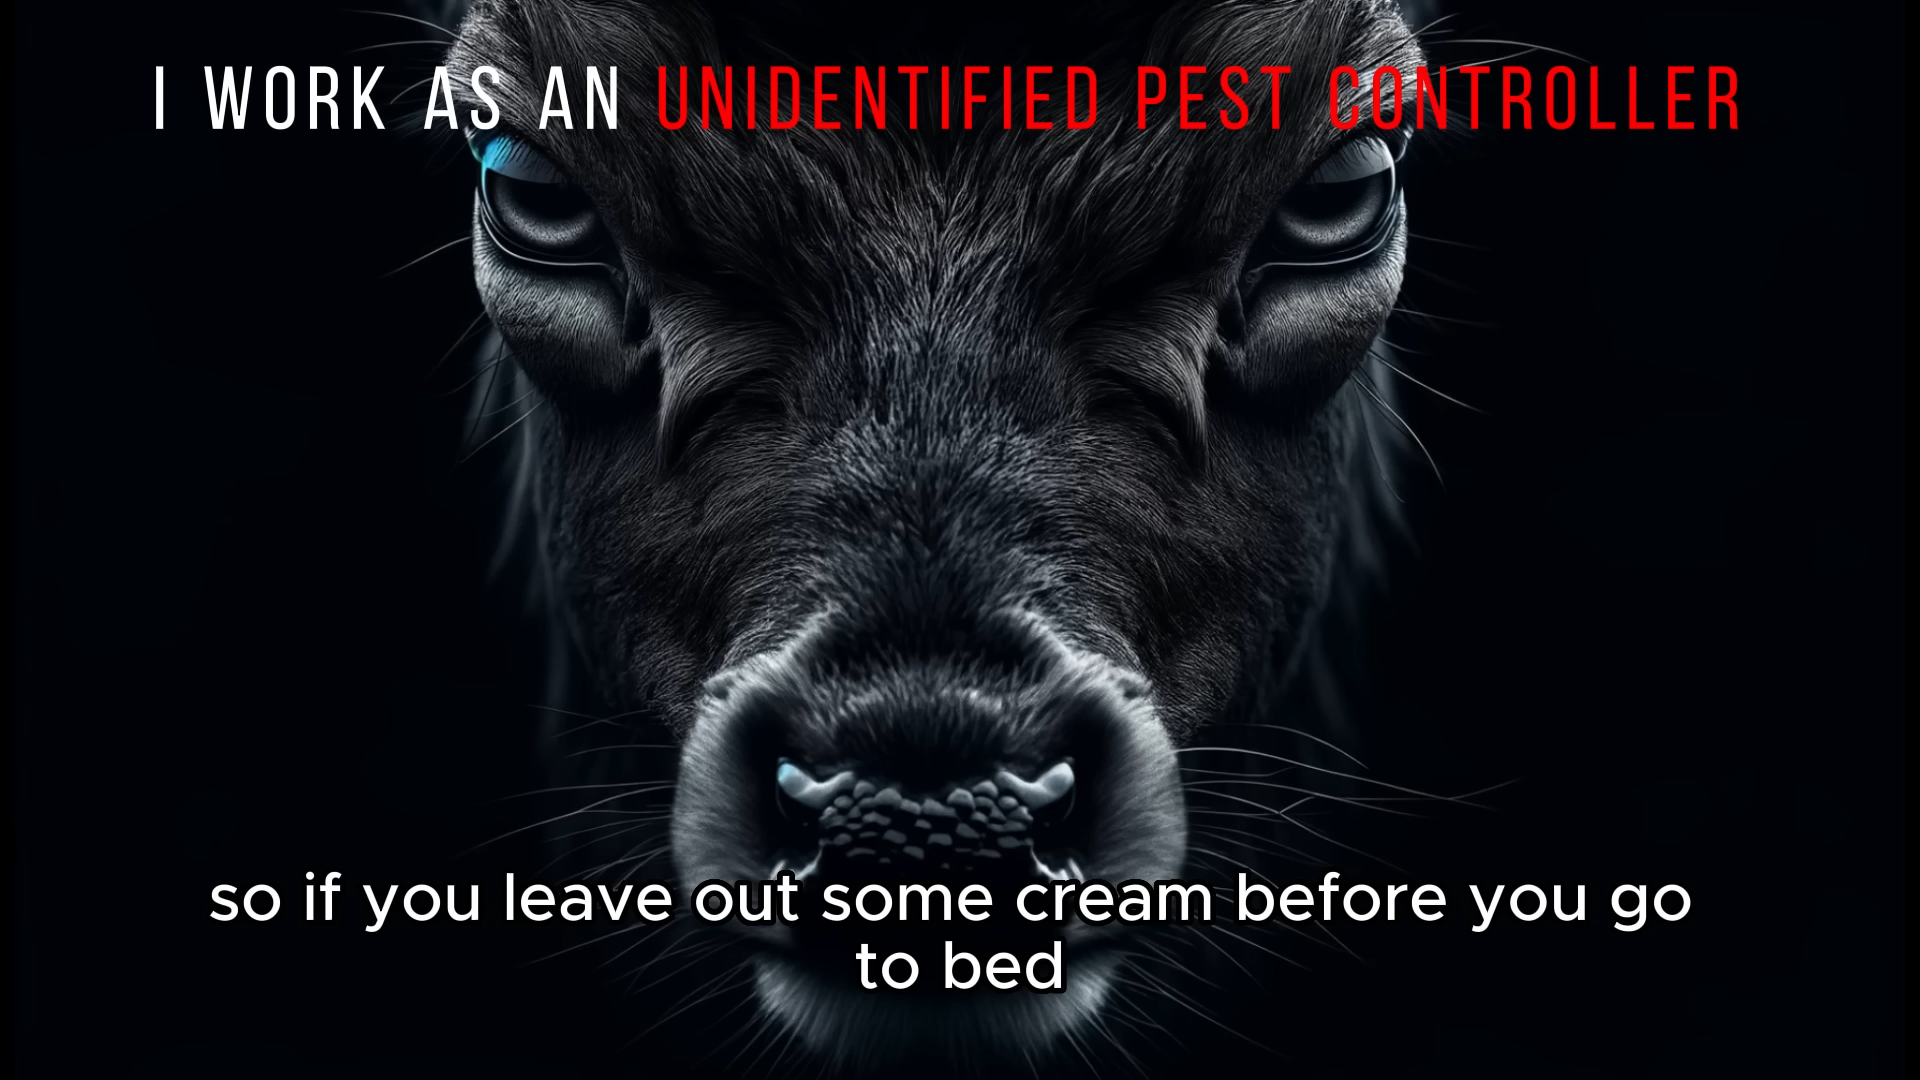 I WORK AS AN UNIDENTIFIED PEST CONTROLLER
so if you leave out some cream before you go
to bed